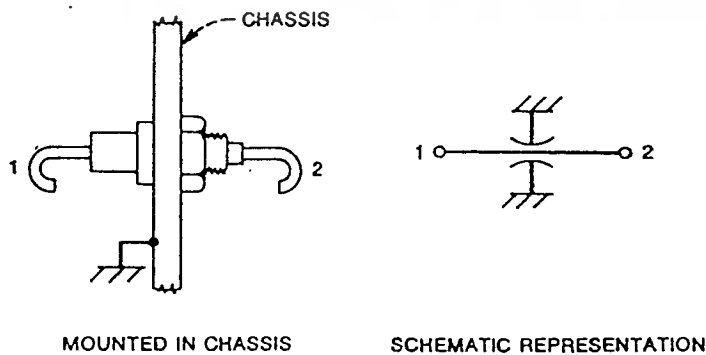 CHASSIS
1
2
1
2
MOUNTED IN CHASSIS
SCHEMATIC REPRESENTATION